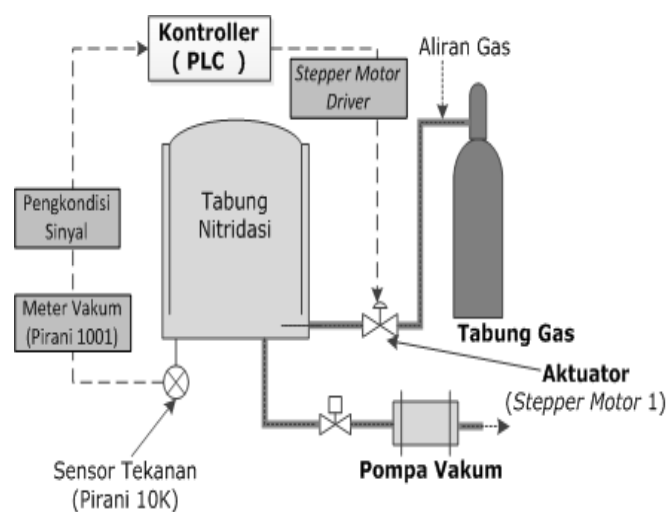 Kontroller
( PLC )
Aliran Gas
Stepper Motor
Driver
Tabung
Nitridasi
Pengkondisi
Sinyal
Meter Vakum
(Pirani 1001)
Tabung Gas
Aktuator
(Stepper Motor 1)
Sensor Tekanan
(Pirani 10K)
Pompa Vakum